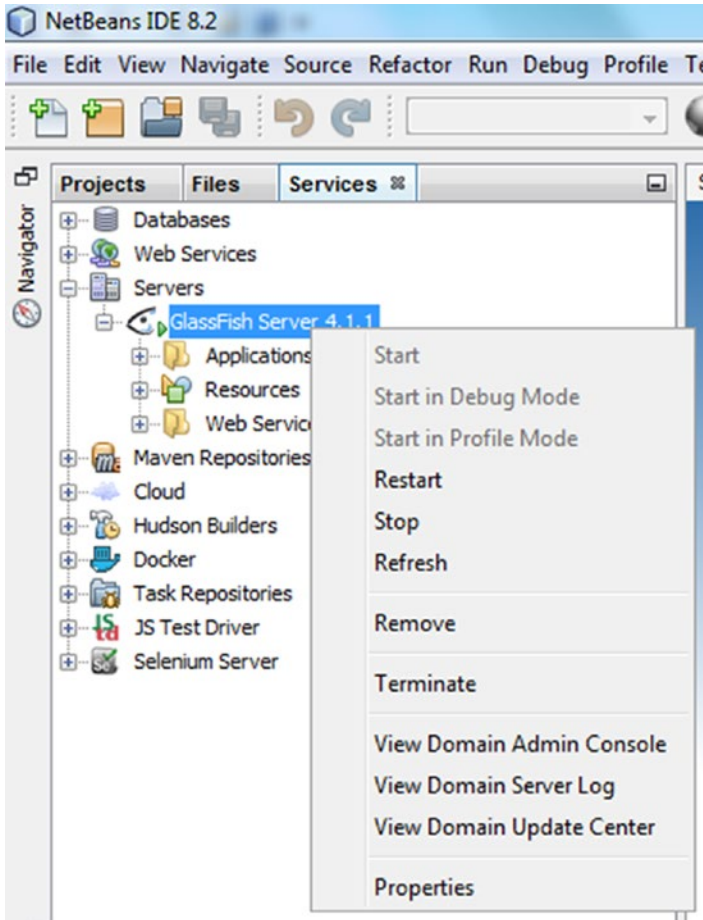 NetBeans IDE 8.2
File Edit View Navigate Source Refactor Run Debug Profile
Projects Files Services
Navigator
Databases
Web Services
Servers
GlassFish Server 4.1.1
Applications
Resources
Web Servic
Maven Repositories
Cloud
Hudson Builders
Docker
Task Repositories
JS Test Driver
Selenium Server
Start
Start in Debug Mode
Start in Profile Mode
Restart
Stop
Refresh
Remove
Terminate
View Domain Admin Console
View Domain Server Log
View Domain Update Center
Properties